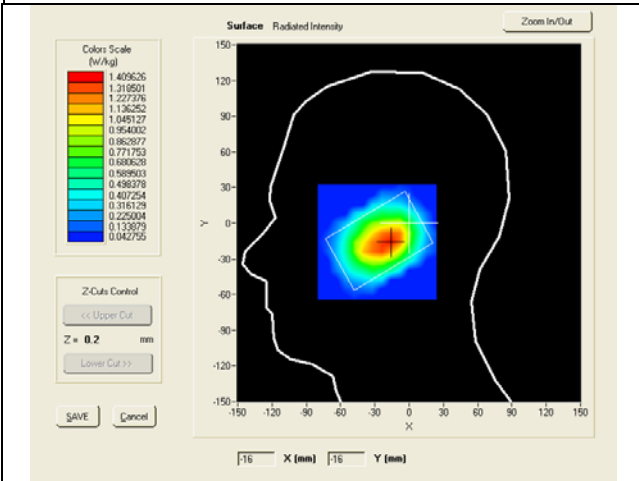 Surface Radiated Intensity
Zoom In/Out
Colors Scale
(W/kg)
1.409626
1.318501
1.227376
1.136252
1.045127
0.954002
0.862877
0.771753
0.680628
0.589503
0.498378
0.407254
0.316129
0.225004
0.133879
0.042755
150
120
90
60
30
0
-30
-60
-90
-120
-150
Y
-150 -120 -90 -60 -30 0 30 60 90 120 150
X
Z-Cuts Control
<< Upper Cut
Z = 0.2 mm
Lower Cut >>
SAVE Cancel
-16 X (mm) -16 Y (mm)